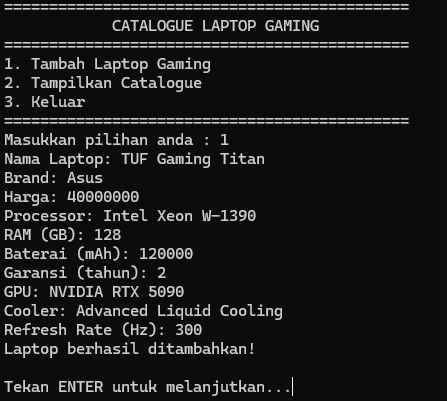 =============================================
CATALOGUE LAPTOP GAMING
=============================================
1. Tambah Laptop Gaming
2. Tampilkan Catalogue
3. Keluar
=============================================
Masukkan pilihan anda : 1
Nama Laptop: TUF Gaming Titan
Brand: Asus
Harga: 40000000
Processor: Intel Xeon W-1390
RAM (GB): 128
Baterai (mAh): 120000
Garansi (tahun): 2
GPU: NVIDIA RTX 5090
Cooler: Advanced Liquid Cooling
Refresh Rate (Hz): 300
Laptop berhasil ditambahkan!
Tekan ENTER untuk melanjutkan...